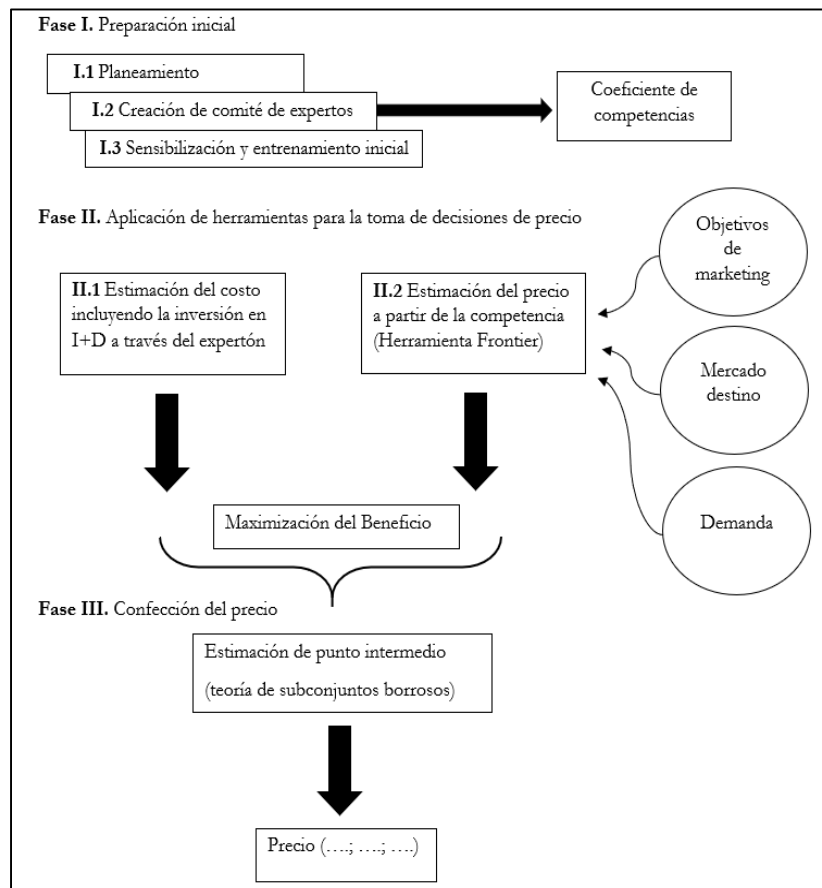 Fase I. Preparación inicial
I.1 Planeamiento
I.2 Creación de comité de expertos
I.3 Sensibilización y entrenamiento inicial
Coeficiente de
competencias
Fase II. Aplicación de herramientas para la toma de decisiones de precio
II.1 Estimación del costo
incluyendo la inversión en
I+D a través del expertón
II.2 Estimación del precio
a partir de la competencia
(Herramienta Frontier)
Objetivos
de
marketing
Mercado
destino
Demanda
Maximización del Beneficio
Fase III. Confección del precio
Estimación de punto intermedio
(teoría de subconjuntos borrosos)
Precio (….; ….; ….)